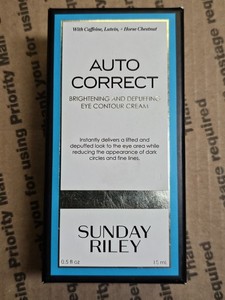 With Caffeine, Lutein, + Horse Chestnut
AUTO
CORRECT
BRIGHTENING AND DEPUFFING
EYE CONTOUR CREAM
Instantly delivers a lifted and
depuffed look to the eye area while
reducing the appearance of dark
circles and fine lines.
SUNDAY
RILEY
0.5 fl oz
15 mL